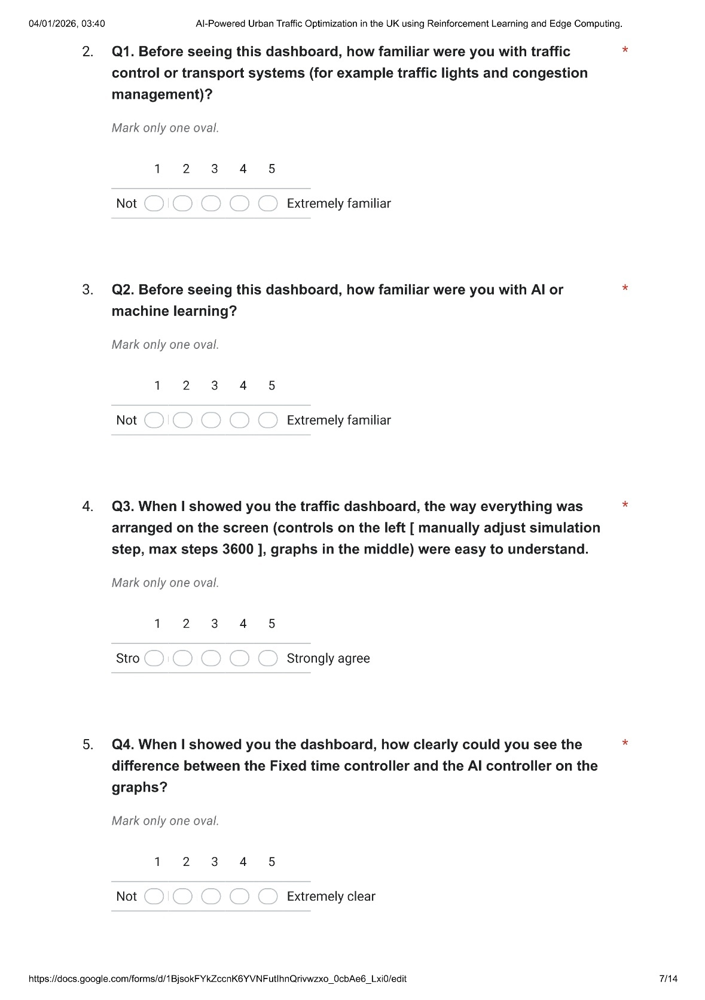 04/01/2026, 03:40 AI-Powered Urban Traffic Optimization in the UK using Reinforcement Learning and Edge Computing.
2. Q1. Before seeing this dashboard, how familiar were you with traffic *
control or transport systems (for example traffic lights and congestion
management)?
Mark only one oval.
1 2 3 4 5
Not Extremely familiar
3. Q2. Before seeing this dashboard, how familiar were you with AI or *
machine learning?
Mark only one oval.
1 2 3 4 5
Not Extremely familiar
4. Q3. When I showed you the traffic dashboard, the way everything was *
arranged on the screen (controls on the left [ manually adjust simulation
step, max steps 3600 ], graphs in the middle) were easy to understand.
Mark only one oval.
1 2 3 4 5
Stro Strongly agree
5. Q4. When I showed you the dashboard, how clearly could you see the *
difference between the Fixed time controller and the AI controller on the
graphs?
Mark only one oval.
1 2 3 4 5
Not Extremely clear
https://docs.google.com/forms/d/1BjsokFYkZccnK6YVNFutlhnQrivwzxo_0cbAe6_Lxi0/edit 7/14